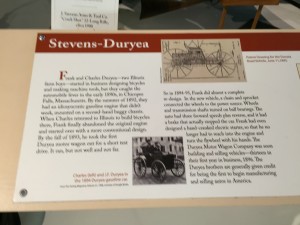 J. Stevens Arms & Tool Co.
Stevens-Duryea
Frank and Charles Duryea—two Illinois
farm boys—started in business designing bicycles
and making machine tools, but they caught the
automobile fever in the early 1890s, in Chicopee
Falls, Massachusetts. By the summer of 1892, they
had an idiosyncratic gasoline engine that didn't
work, mounted on a second-hand buggy chassis.
When Charles returned to Illinois to build bicycles
there, Frank finally abandoned the original engine
and started over with a more conventional design.
By the fall of 1893, he took the first
Duryea motor wagon out for a short test
drive. It ran, but not well and not far.
So in 1894-95, Frank did almost a complete
re-design. In the new vehicle, a clutch and sprocket
connected the wheels to the power source. Wheels
and transmission shafts turned on ball bearings. The
auto had three forward speeds plus reverse, and it had
a brake that actually stopped the car. Frank had even
designed a hand-cranked electric starter, so that he no
longer had to reach into the engine and
turn the flywheel with his hands. The
Duryea Motor Wagon Company was soon
building and selling vehicles—thirteen in
their first year in business, 1896. The
Duryea brothers are generally given credit
for being the first to begin manufacturing
and selling autos in America.
Charles (left) and J.F. Duryea in
the 1894 Duryea gasoline car.